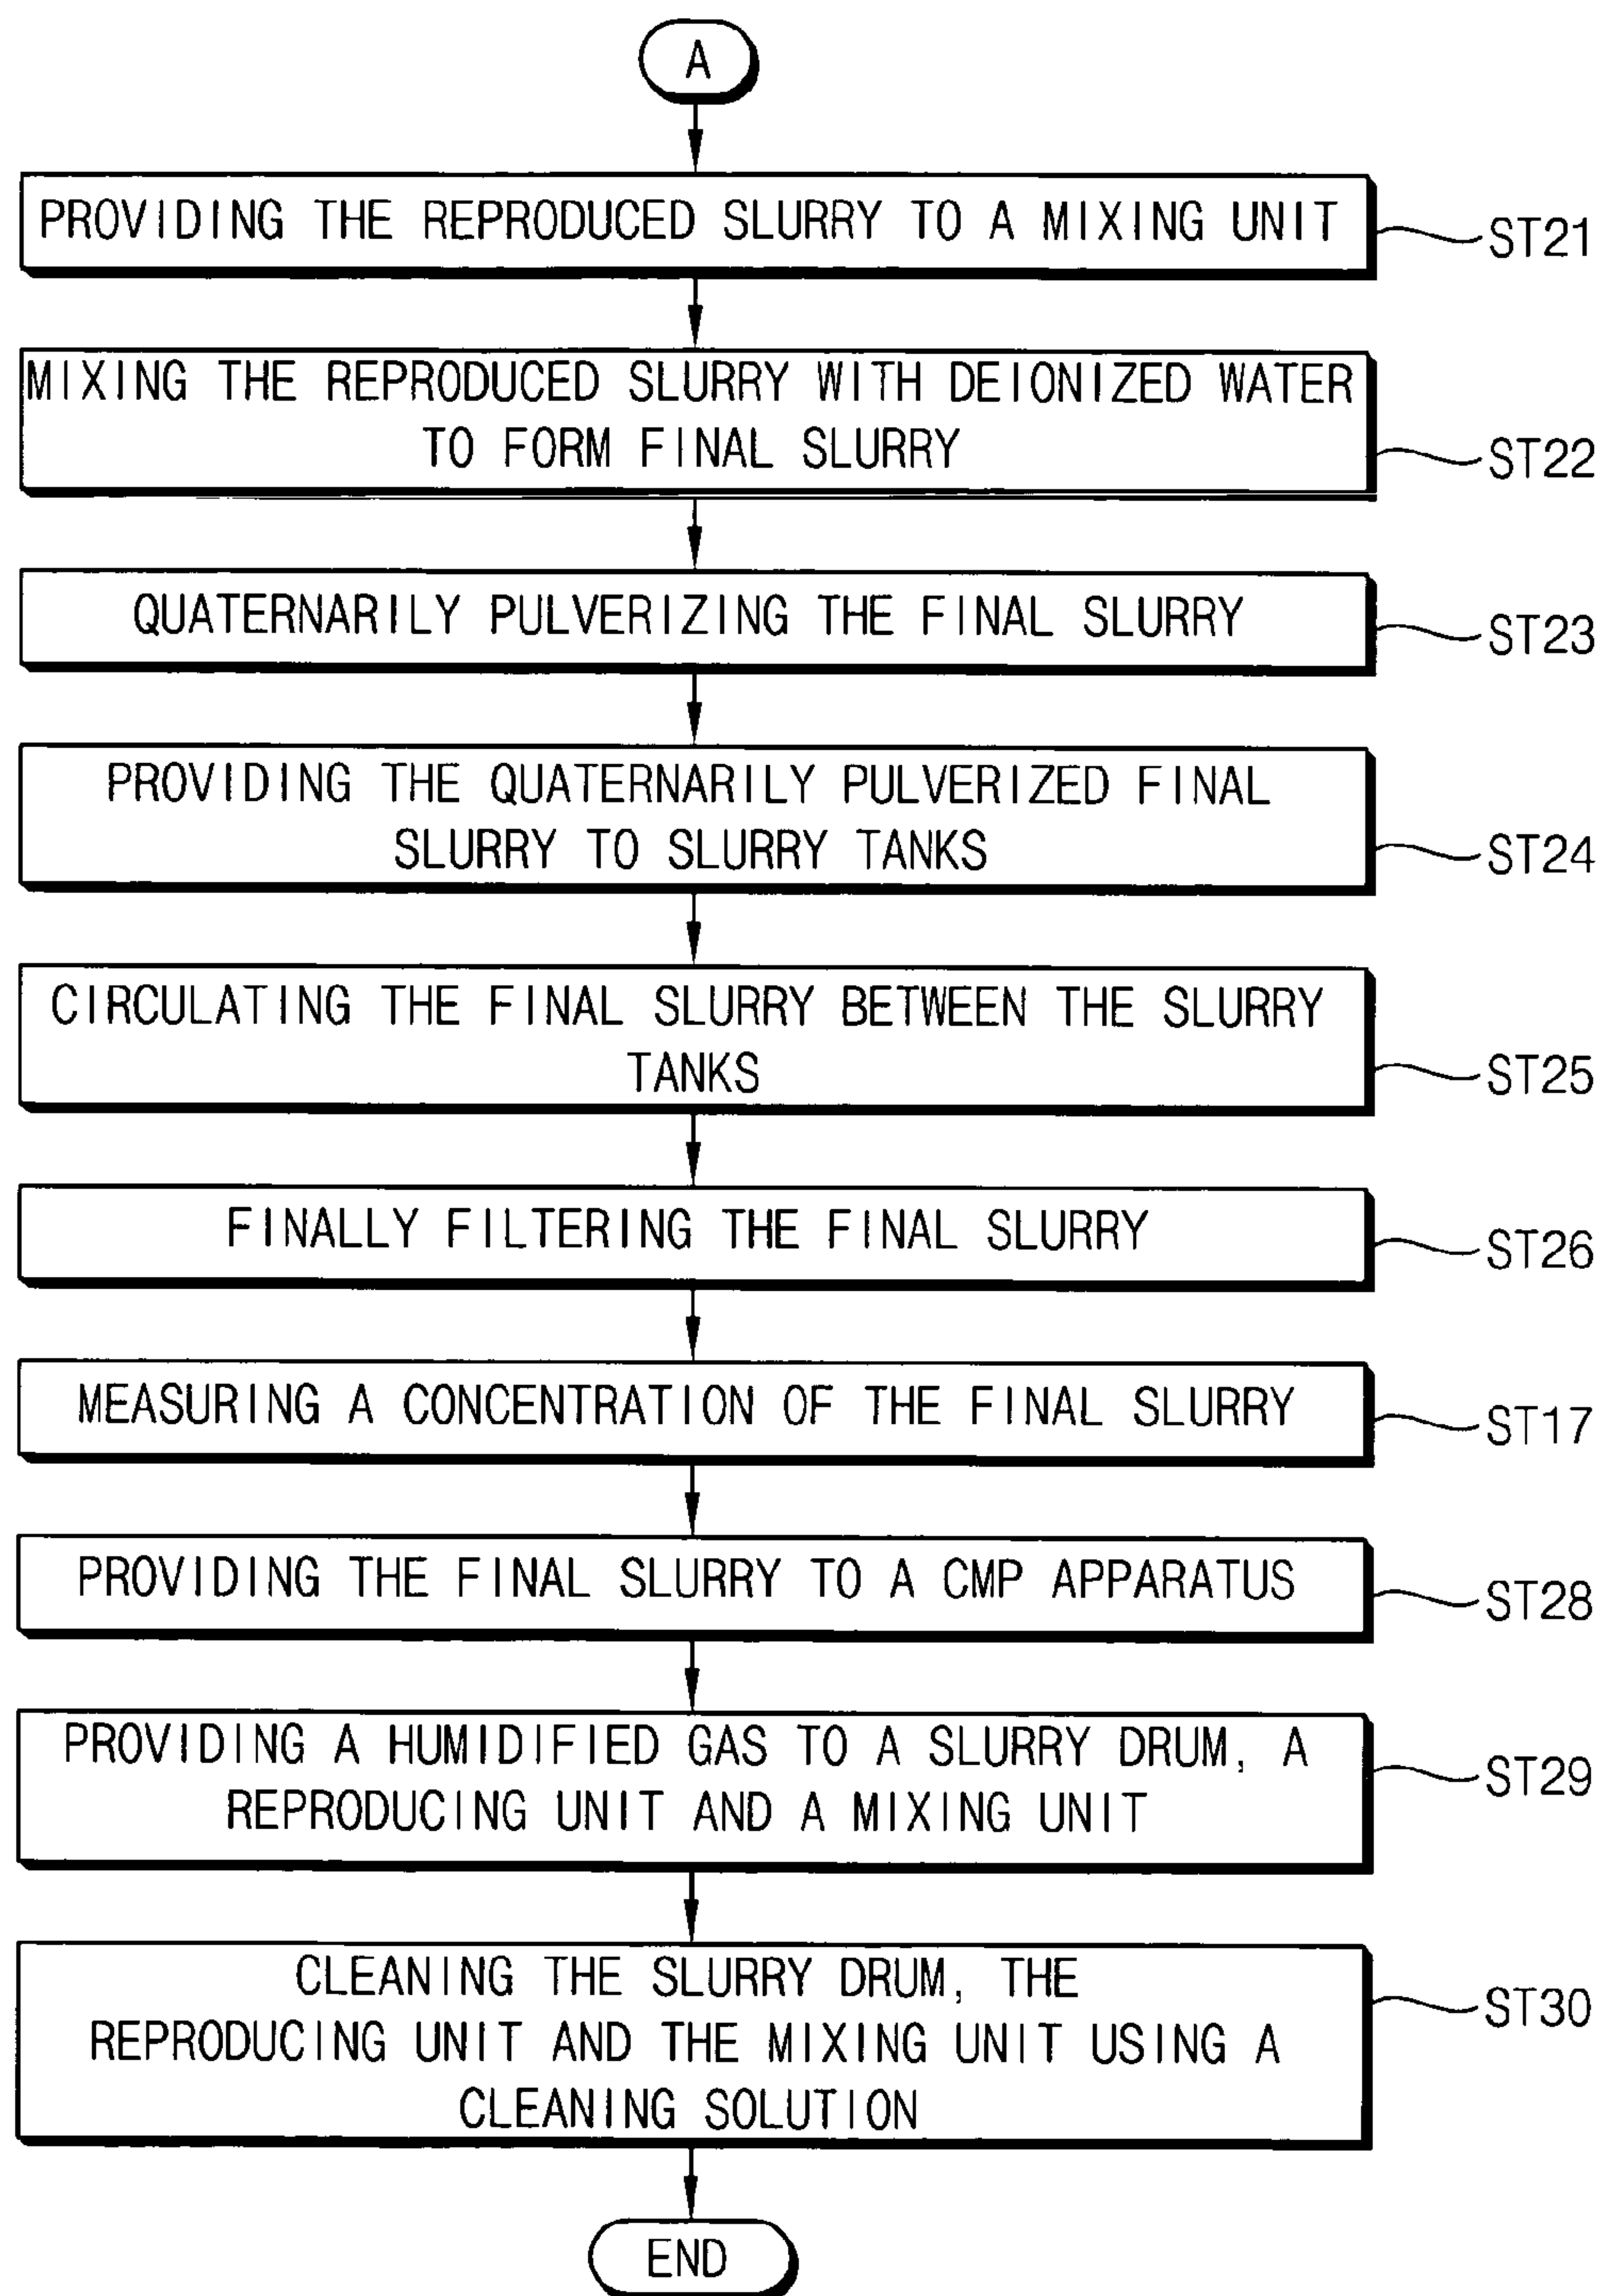 A
PROVIDING THE REPRODUCED SLURRY TO A MIXING UNIT
ST21
MIXING THE REPRODUCED SLURRY WITH DEIONIZED WATER
TO FORM FINAL SLURRY
ST22
QUATERNARILY PULVERIZING THE FINAL SLURRY
ST23
PROVIDING THE QUATERNARILY PULVERIZED FINAL
SLURRY TO SLURRY TANKS
ST24
CIRCULATING THE FINAL SLURRY BETWEEN THE SLURRY
TANKS
ST25
FINALLY FILTERING THE FINAL SLURRY
ST26
MEASURING A CONCENTRATION OF THE FINAL SLURRY
ST17
PROVIDING THE FINAL SLURRY TO A CMP APPARATUS
ST28
PROVIDING A HUMIDIFIED GAS TO A SLURRY DRUM, A
REPRODUCING UNIT AND A MIXING UNIT
ST29
CLEANING THE SLURRY DRUM, THE
REPRODUCING UNIT AND THE MIXING UNIT USING A
CLEANING SOLUTION
ST30
END